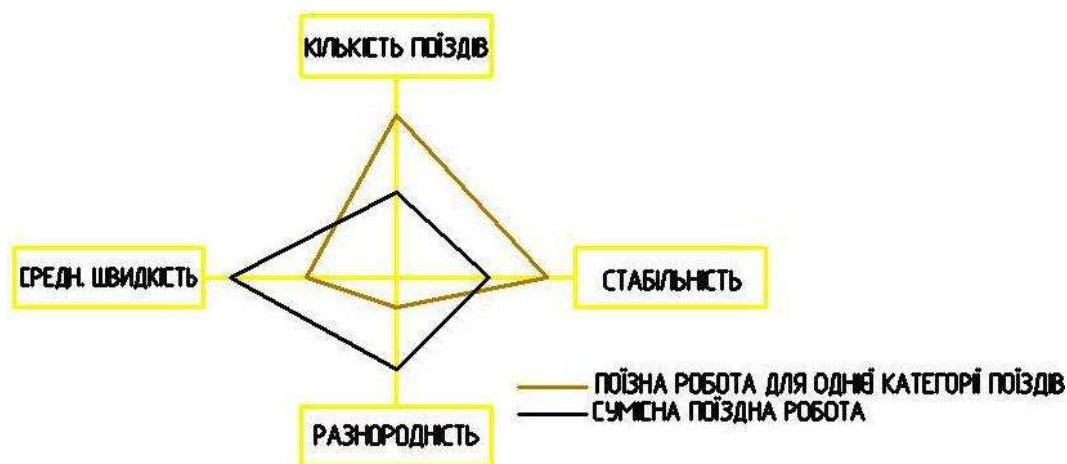 КІЛЬКІСТЬ ПОЇЗДІВ
СРЕДН. ШВИДКІСТЬ
СТАБІЛЬНІСТЬ
ПОЇЗНА РОБОТА ДЛЯ ОДНІЄЇ КАТЕГОРІЇ ПОЇЗДІВ
СУМІСНА ПОЇЗДНА РОБОТА
РАЗНОРОДНІСТЬ